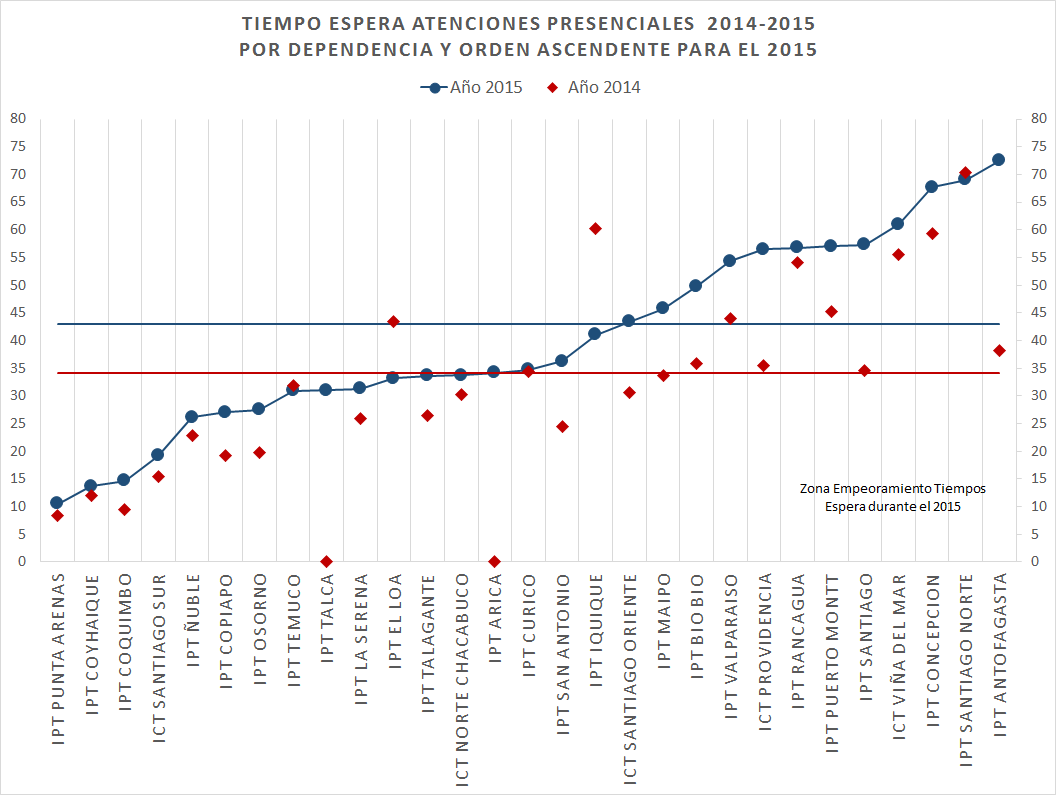 TIEMPO ESPERA ATENCIONES PRESENCIALES 2014-2015
POR DEPENDENCIA Y ORDEN ASCENDENTE PARA EL 2015
Año 2015
Año 2014
80
75
70
65
60
55
50
45
40
35
30
25
20
15
10
5
0
80
75
70
65
60
55
50
45
40
35
30
25
20
15
10
5
0
Zona Empeoramiento Tiempos
Espera durante el 2015
IPT PUNTA ARENAS
IPT COYHAIQUE
IPT COQUIMBO
ICT SANTIAGO SUR
IPT ÑUBLE
IPT COPIAPO
IPT OSORNO
IPT TEMUCO
IPT TALCA
IPT LA SERENA
IPT EL LOA
IPT TALAGANTE
ICT NORTE CHACABUCO
IPT ARICA
IPT CURICO
IPT SAN ANTONIO
IPT IQUIQUE
ICT SANTIAGO ORIENTE
IPT MAIPO
IPT BIO BIO
IPT VALPARAISO
ICT PROVIDENCIA
IPT RANCAGUA
IPT PUERTO MONTT
IPT SANTIAGO
ICT VIÑA DEL MAR
IPT CONCEPCION
IPT SANTIAGO NORTE
IPT ANTOFAGASTA